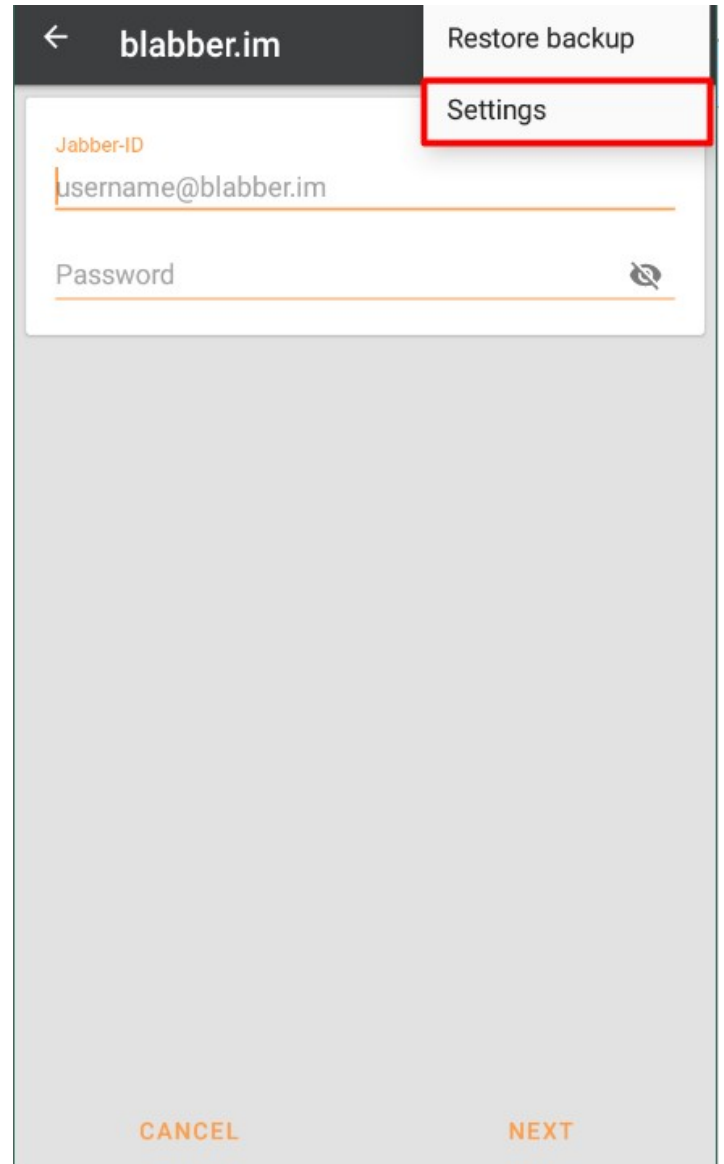 blabber.im
Restore backup
Settings
Jabber-ID
username@blabber.im
Password
CANCEL
NEXT